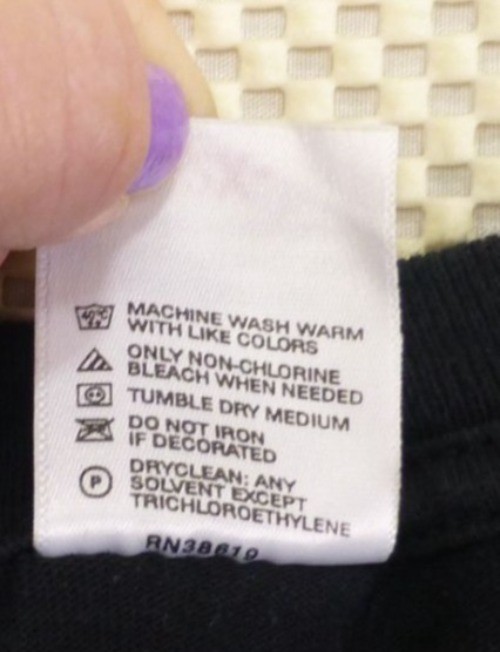 40°C
MACHINE WASH WARM
WITH LIKE COLORS
ONLY NON-CHLORINE
BLEACH WHEN NEEDED
TUMBLE DRY MEDIUM
DO NOT IRON
IF DECORATED
P
DRYCLEAN: ANY
SOLVENT EXCEPT
TRICHLOROETHYLENE
RN38619